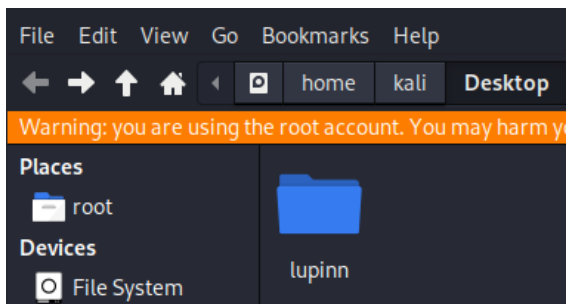 File Edit View Go Bookmarks Help
home kali Desktop
Warning: you are using the root account. You may harm
Places
root
Devices
File System
lupinn